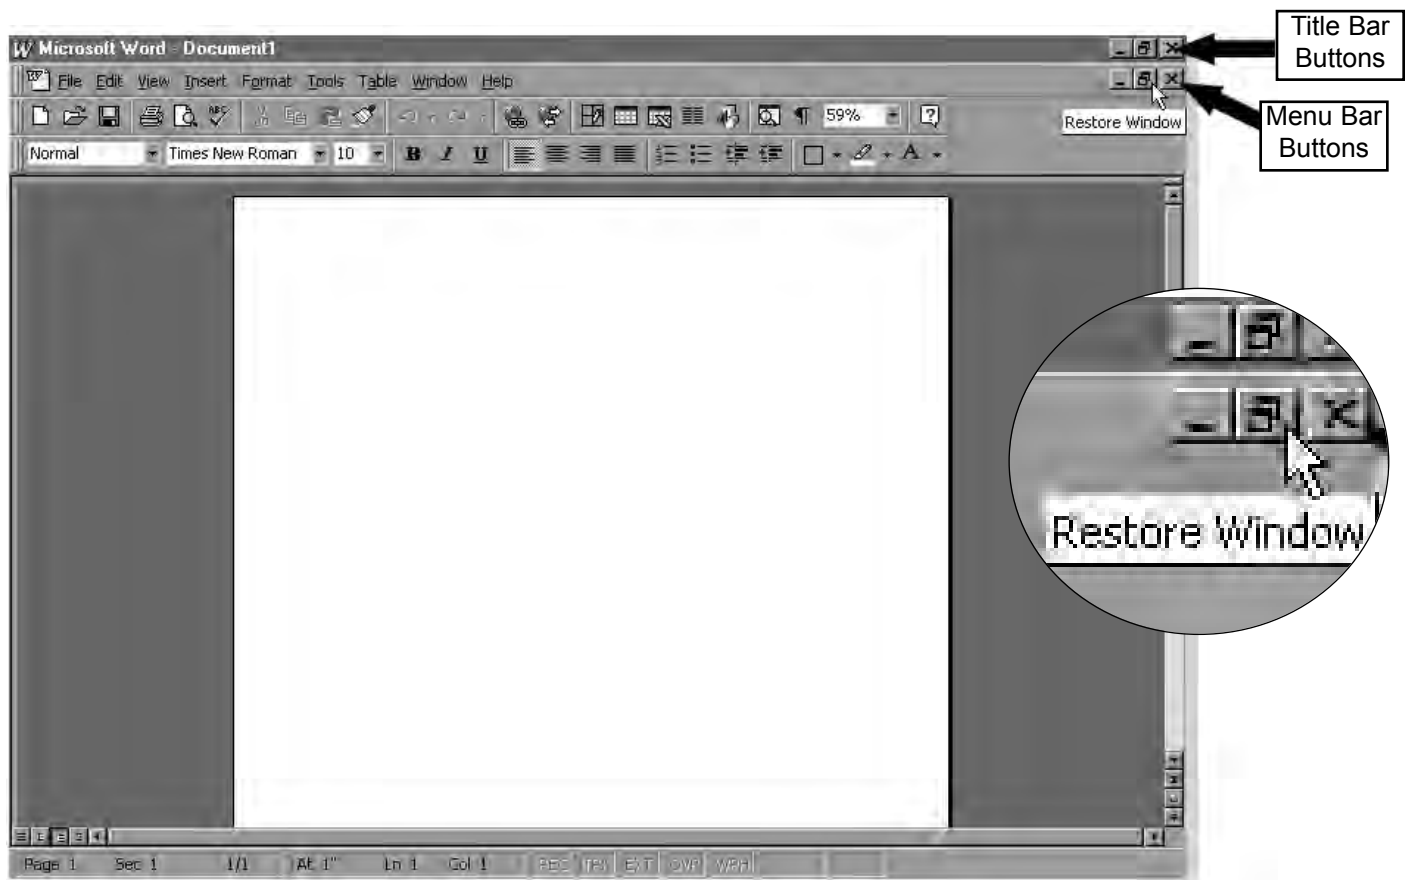 W Microsoft Word - Document1
Title Bar
Buttons
File Edit View Insert Format Tools Table Window Help
Menu Bar
Buttons
ABC
59%
Restore Window
Normal Times New Roman 10 B I U A
Restore Window
Page 1 Sec 1 1/1 At 1" Ln 1 Col 1 REC TRK EXT OVR WPH